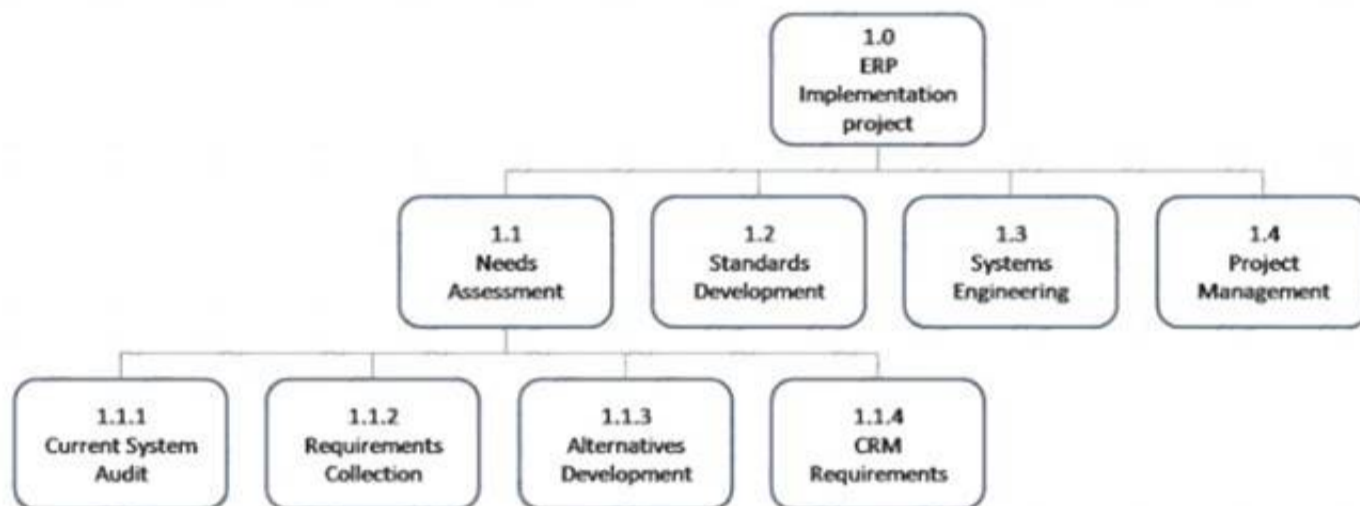 1.0
ERP
Implementation
project
1.1
Needs
Assessment
1.2
Standards
Development
1.3
Systems
Engineering
1.4
Project
Management
1.1.1
Current System
Audit
1.1.2
Requirements
Collection
1.1.3
Alternatives
Development
1.1.4
CRM
Requirements